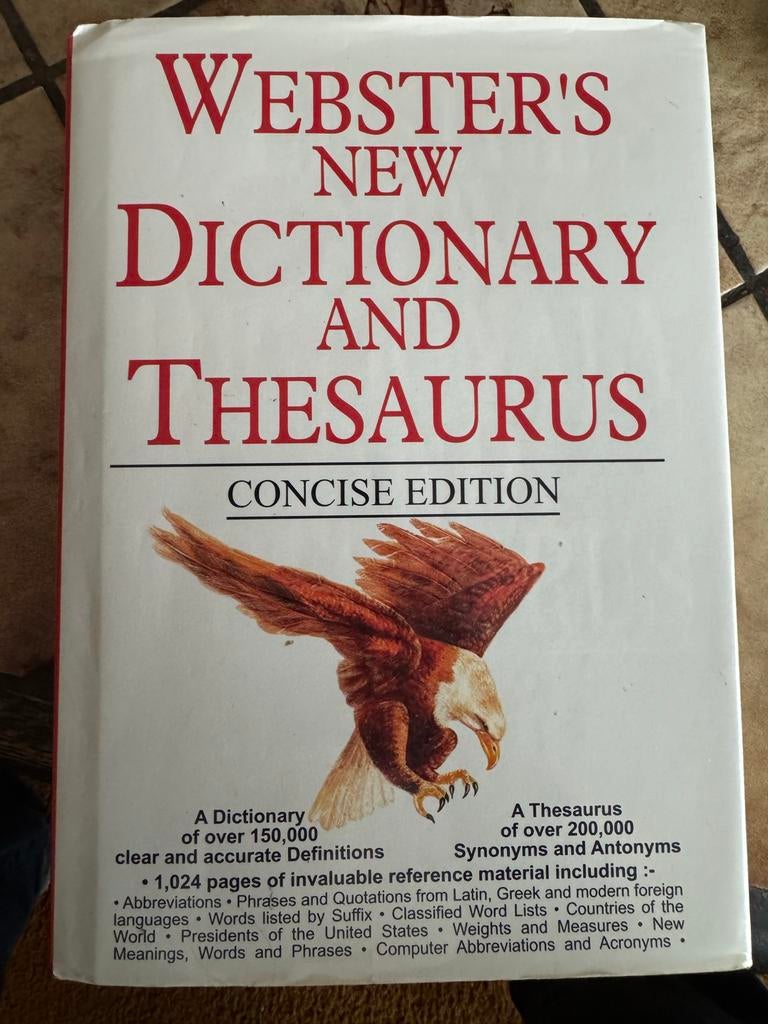 WEBSTER'S
NEW
DICTIONARY
AND
THESAURUS
CONCISE EDITION
A Dictionary
of over 150,000
clear and accurate Definitions
A Thesaurus
of over 200,000
Synonyms and Antonyms
• 1,024 pages of invaluable reference material including :-
• Abbreviations • Phrases and Quotations from Latin, Greek and modern foreign
languages • Words listed by Suffix • Classified Word Lists • Countries of the
World • Presidents of the United States • Weights and Measures • New
Meanings, Words and Phrases • Computer Abbreviations and Acronyms •